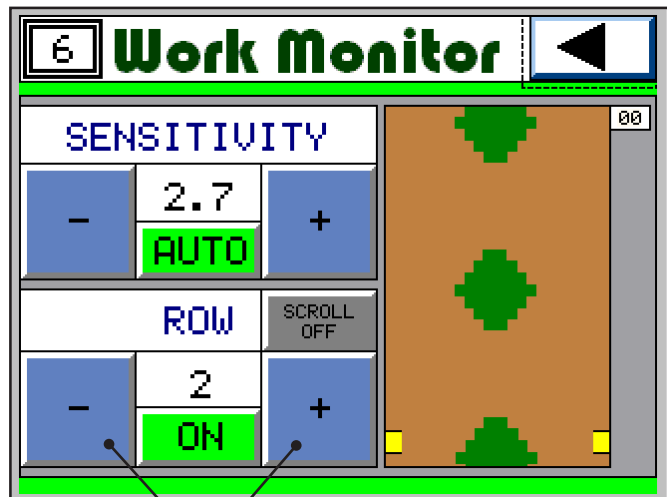 6 Work Monitor
SENSITIVITY
00
- 2.7 +
AUTO
ROW SCROLL
OFF
- 2 +
ON